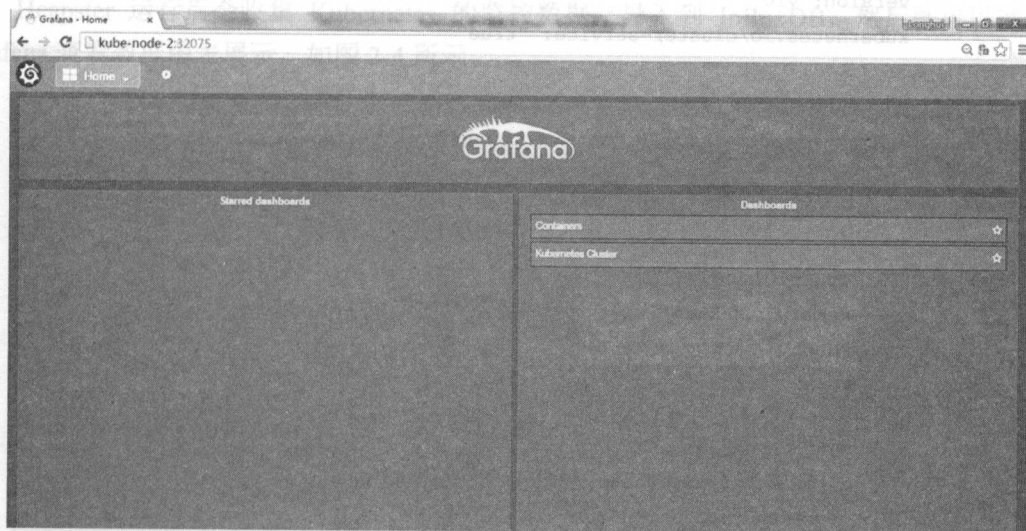 Grafana - Home
kube-node-2:32075
Home
Grafana
Starred dashboards
Dashboards
Containers
Kubernetes Cluster